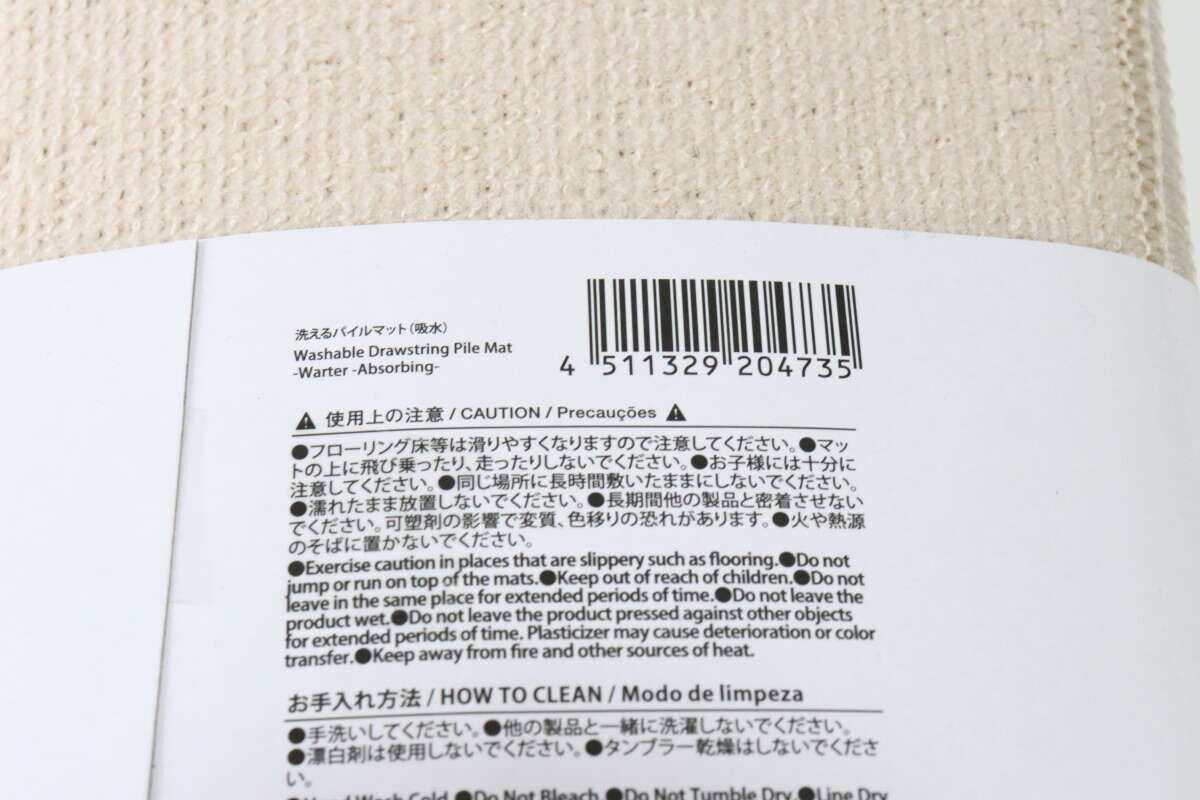 洗えるパイルマット（吸水）
Washable Drawstring Pile Mat
-Warter -Absorbing-
4 511329 204735
使用上の注意 / CAUTION / Precauções
●フローリング床等は滑りやすくなりますので注意してください。●マッ
トの上に飛び乗ったり、走ったりしないでください。●お子様には十分に
注意してください。●同じ場所に長時間敷いたままにしないでください。
●濡れたまま放置しないでください。●長期間他の製品と密着させない
でください。可塑剤の影響で変質、色移りの恐れがあります。●火や熱源
のそばに置かないでください。
●Exercise caution in places that are slippery such as flooring.●Do not
jump or run on top of the mats.●Keep out of reach of children.●Do not
leave in the same place for extended periods of time.●Do not leave the
product wet.●Do not leave the product pressed against other objects
for extended periods of time. Plasticizer may cause deterioration or color
transfer.●Keep away from fire and other sources of heat.
お手入れ方法 / HOW TO CLEAN / Modo de limpeza
●手洗いしてください。●他の製品と一緒に洗濯しないでください。
●漂白剤は使用しないでください。●タンブラー乾燥はしないでくださ
い。
●Hand Wash Cold.●Do Not Bleach.●Do Not Tumble Dry.●Line Dry